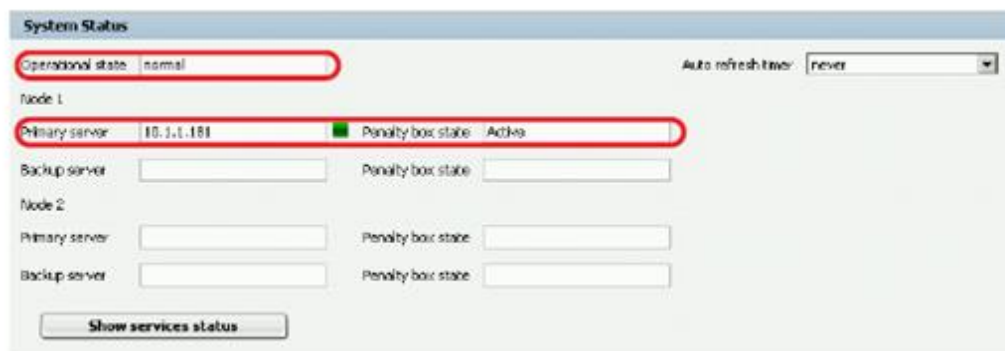 System Status
Operational state normal Auto refresh timer never
Node 1
Primary server 10.1.1.181 Penalty box state Active
Backup server Penalty box state
Node 2
Primary server Penalty box state
Backup server Penalty box state
Show services status